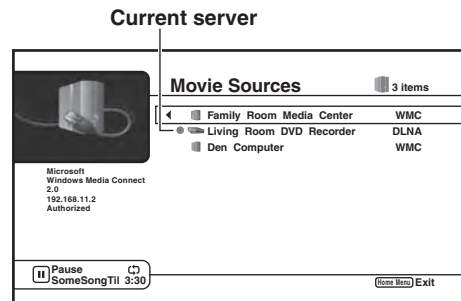 Current server
Movie Sources 3 items
Family Room Media Center WMC
Living Room DVD Recorder DLNA
Den Computer WMC
Microsoft
Windows Media Connect
2.0
192.168.11.2
Authorized
Pause
SomeSongTil 3:30
Home Menu Exit